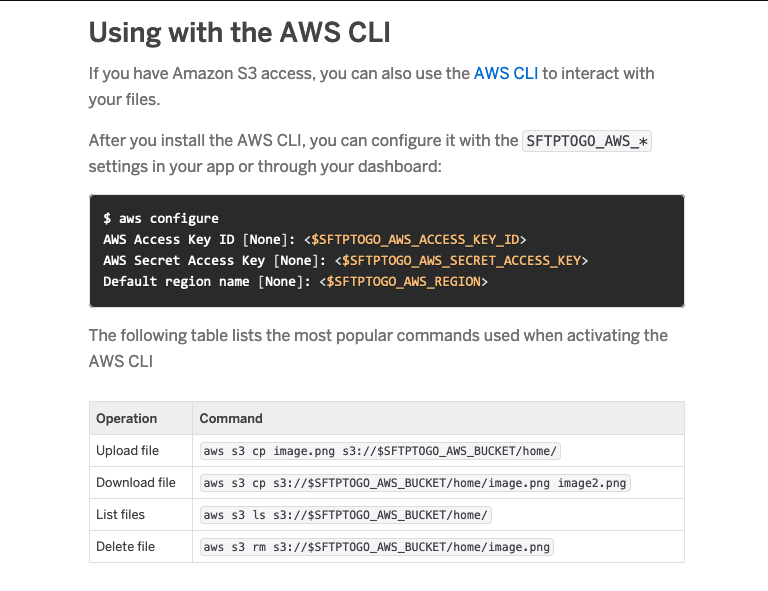 Using with the AWS CLI
If you have Amazon S3 access, you can also use the AWS CLI to interact with
your files.
After you install the AWS CLI, you can configure it with the SFTPTOGO_AWS_*
settings in your app or through your dashboard:
$ aws configure
AWS Access Key ID [None]: <$SFTPTOGO_AWS_ACCESS_KEY_ID>
AWS Secret Access Key [None]: <$SFTPTOGO_AWS_SECRET_ACCESS_KEY>
Default region name [None]: <$SFTPTOGO_AWS_REGION>
The following table lists the most popular commands used when activating the
AWS CLI
Operation Command
Upload file aws s3 cp image.png s3://$SFTPTOGO_AWS_BUCKET/home/
Download file aws s3 cp s3://$SFTPTOGO_AWS_BUCKET/home/image.png image2.png
List files aws s3 ls s3://$SFTPTOGO_AWS_BUCKET/home/
Delete file aws s3 rm s3://$SFTPTOGO_AWS_BUCKET/home/image.png